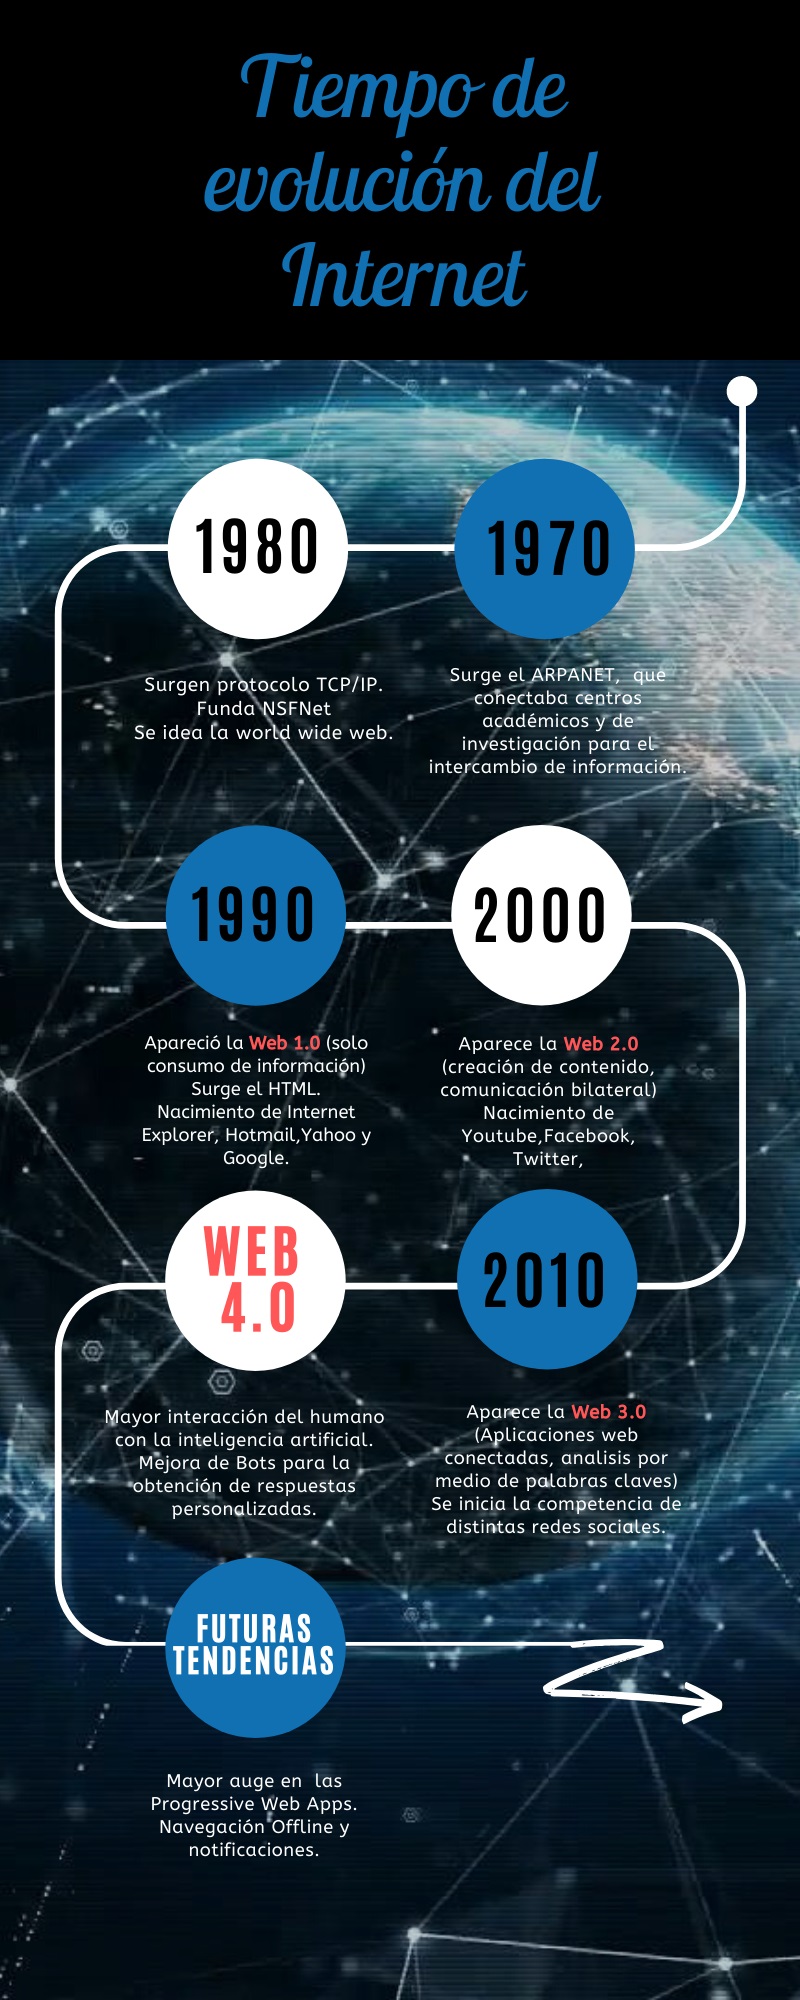 Tiempo de
evolución del
Internet
1970
Surge el ARPANET, que
conectaba centros
académicos y de
investigación para el
intercambio de información.
1980
Surgen protocolo TCP/IP.
Funda NSFNet
Se idea la world wide web.
1990
Apareció la Web 1.0 (solo
consumo de información)
Surge el HTML.
Nacimiento de Internet
Explorer, Hotmail,Yahoo y
Google.
2000
Aparece la Web 2.0
(creación de contenido,
comunicación bilateral)
Nacimiento de
Youtube,Facebook,
Twitter,
2010
Aparece la Web 3.0
(Aplicaciones web
conectadas, analisis por
medio de palabras claves)
Se inicia la competencia de
distintas redes sociales.
WEB
4.0
Mayor interacción del humano
con la inteligencia artificial.
Mejora de Bots para la
obtención de respuestas
personalizadas.
FUTURAS
TENDENCIAS
Mayor auge en las
Progressive Web Apps.
Navegación Offline y
notificaciones.